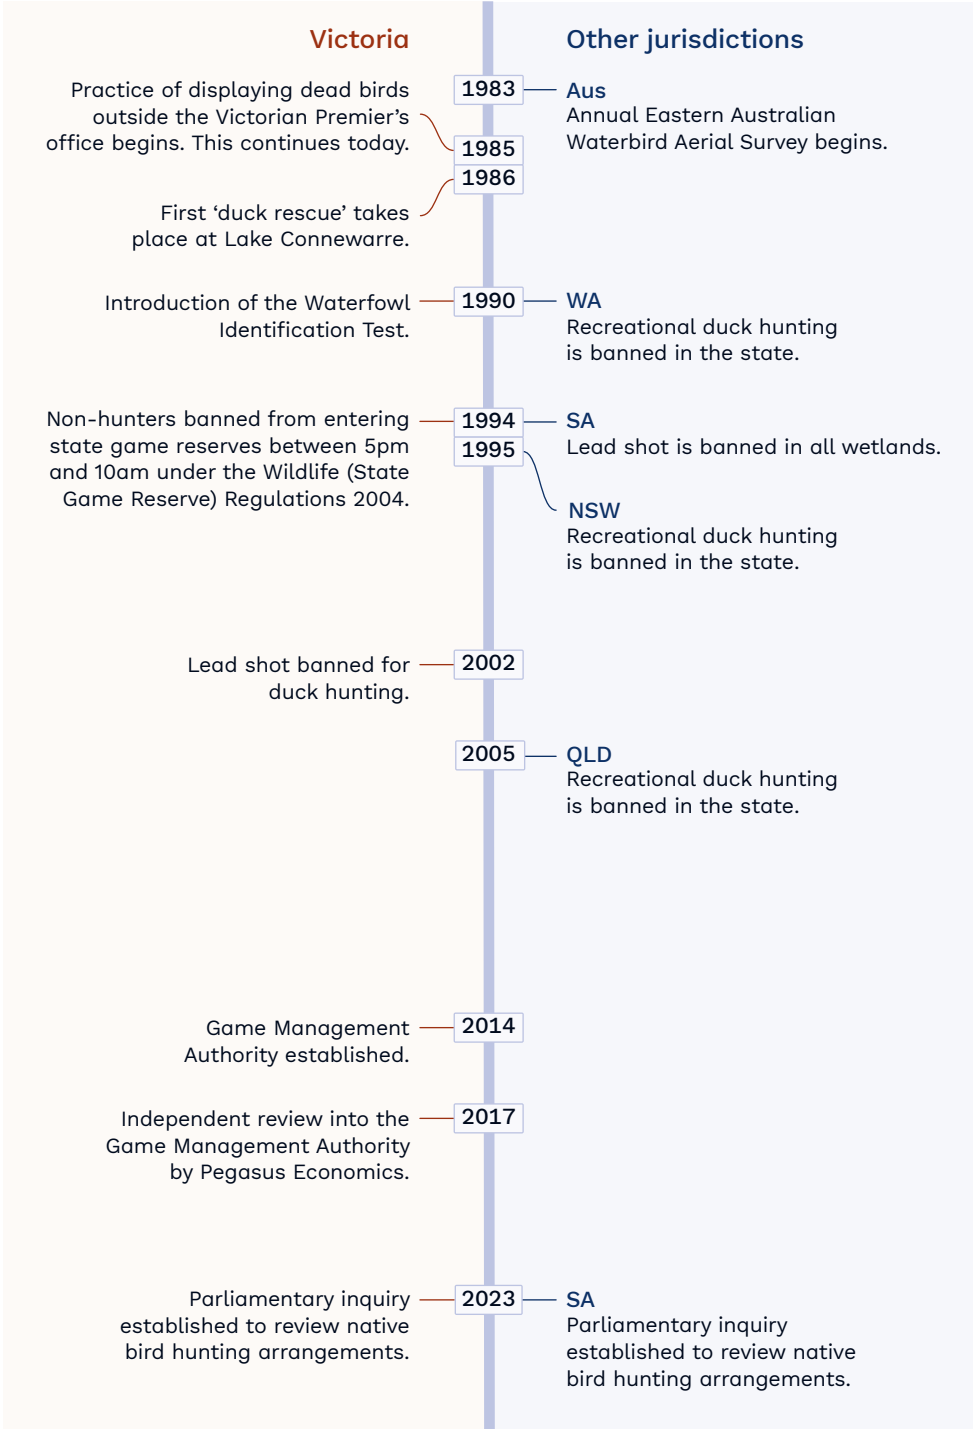 Victoria
Other jurisdictions
Practice of displaying dead birds
outside the Victorian Premier’s
office begins. This continues today.
1983
Aus
Annual Eastern Australian
Waterbird Aerial Survey begins.
1985
1986
First ‘duck rescue’ takes
place at Lake Connewarre.
Introduction of the Waterfowl
Identification Test.
1990
WA
Recreational duck hunting
is banned in the state.
Non-hunters banned from entering
state game reserves between 5pm
and 10am under the Wildlife (State
Game Reserve) Regulations 2004.
1994
SA
Lead shot is banned in all wetlands.
1995
NSW
Recreational duck hunting
is banned in the state.
Lead shot banned for
duck hunting.
2002
2005
QLD
Recreational duck hunting
is banned in the state.
Game Management
Authority established.
2014
Independent review into the
Game Management Authority
by Pegasus Economics.
2017
Parliamentary inquiry
established to review native
bird hunting arrangements.
2023
SA
Parliamentary inquiry
established to review native
bird hunting arrangements.